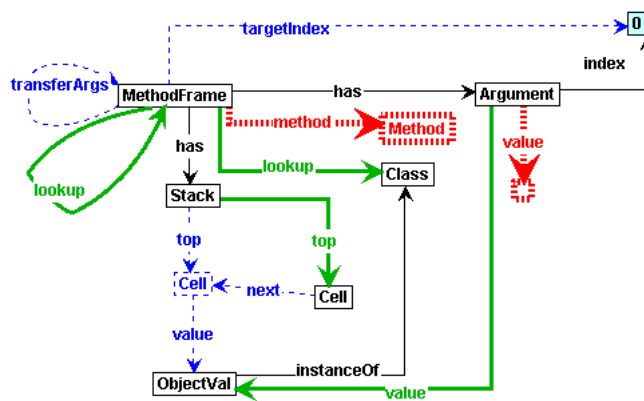 targetIndex
0
index
transferArgs
MethodFrame
has
Argument
method
Method
value
has
lookup
lookup
Class
Stack
top
top
Cell
next
Cell
value
instanceOf
ObjectVal
value